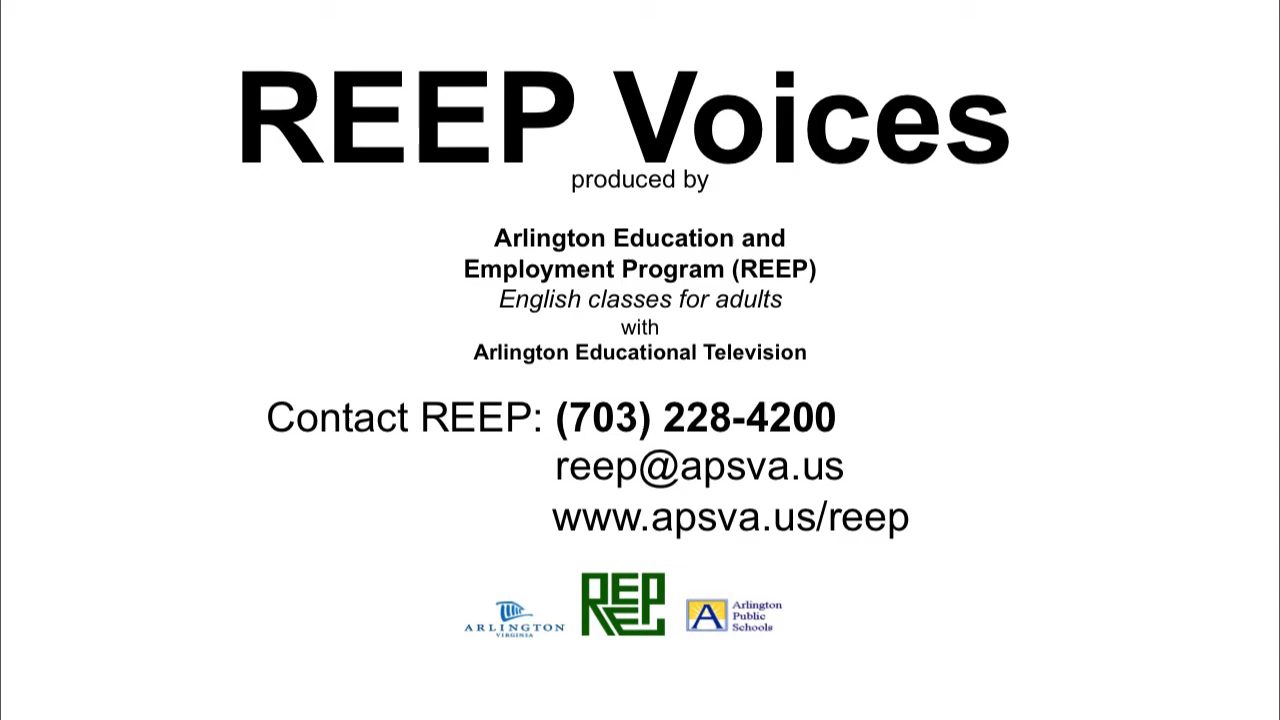 REEP Voices
produced by
Arlington Education and
Employment Program (REEP)
English classes for adults
with
Arlington Educational Television
Contact REEP: (703) 228-4200
reep@apsva.us
www.apsva.us/reep
ARLINGTON
VIRGINIA
REEP
A
Arlington
Public
Schools